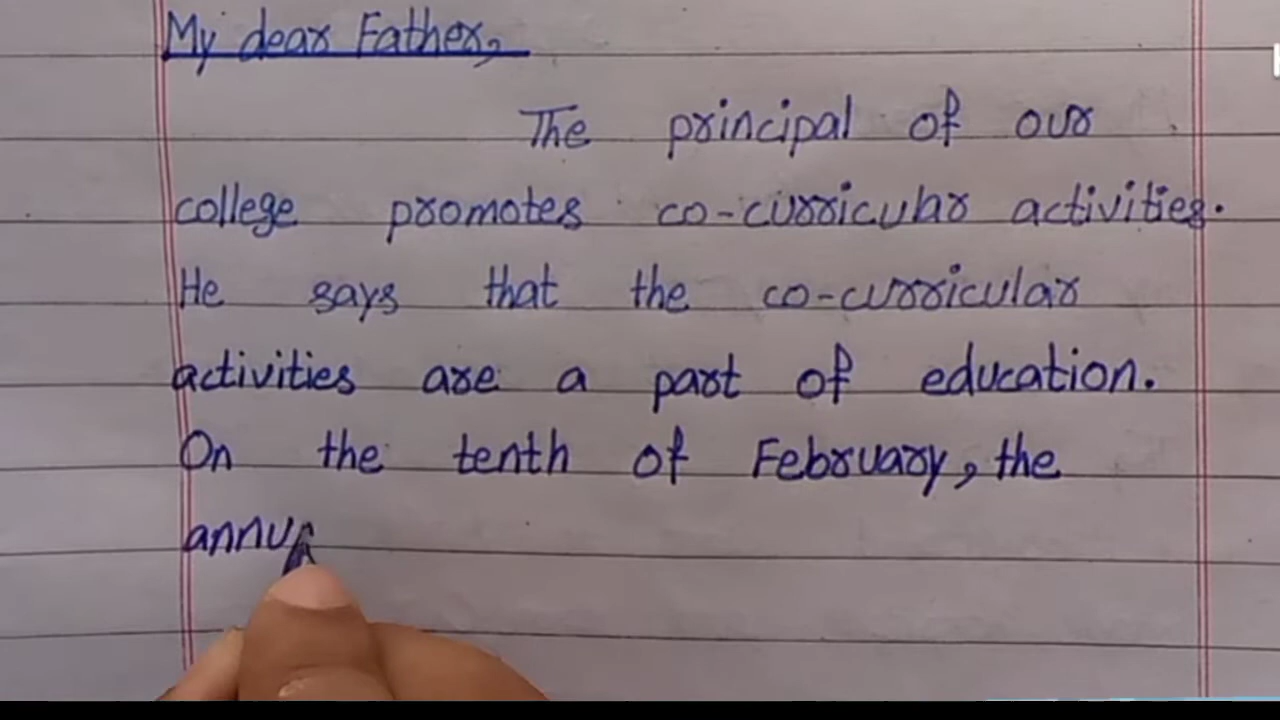 My dear Father,
The principal of our
college promotes co-curricular activities.
He says that the co-curricular
activities are a part of education.
On the tenth of February, the